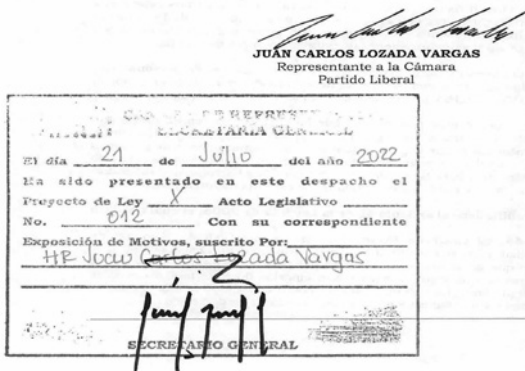 JUAN CARLOS LOZADA VARGAS
Representante a la Cámara
Partido Liberal
SECRETARIA GENERAL
El día 21 de Julio del año 2022
Ha sido presentado en este despacho el
Proyecto de Ley X Acto Legislativo
No. 012 Con su correspondiente
Exposición de Motivos, suscrito Por:
HR Juan Carlos Lozada Vargas
SECRETARIO GENERAL